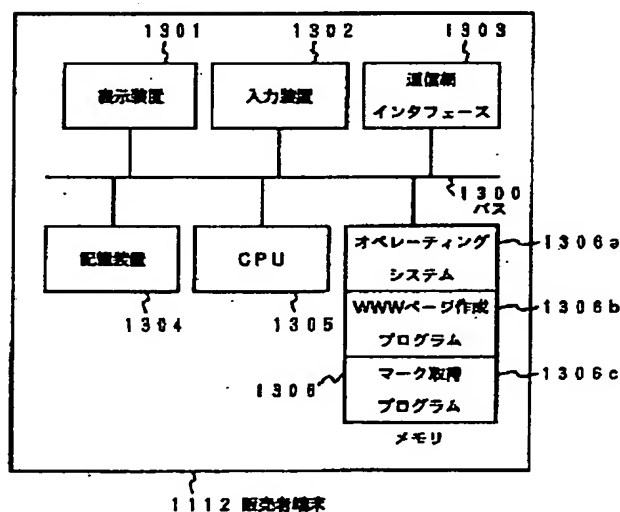 1301
1302
1303
表示装置
入力装置
通信網
インタフェース
1300
バス
記憶装置
CPU
オペレーティング
システム
1306a
WWWページ作成
プログラム
1306b
1304
1305
1306
マーク取得
プログラム
1306c
メモリ
1112 販売者端末